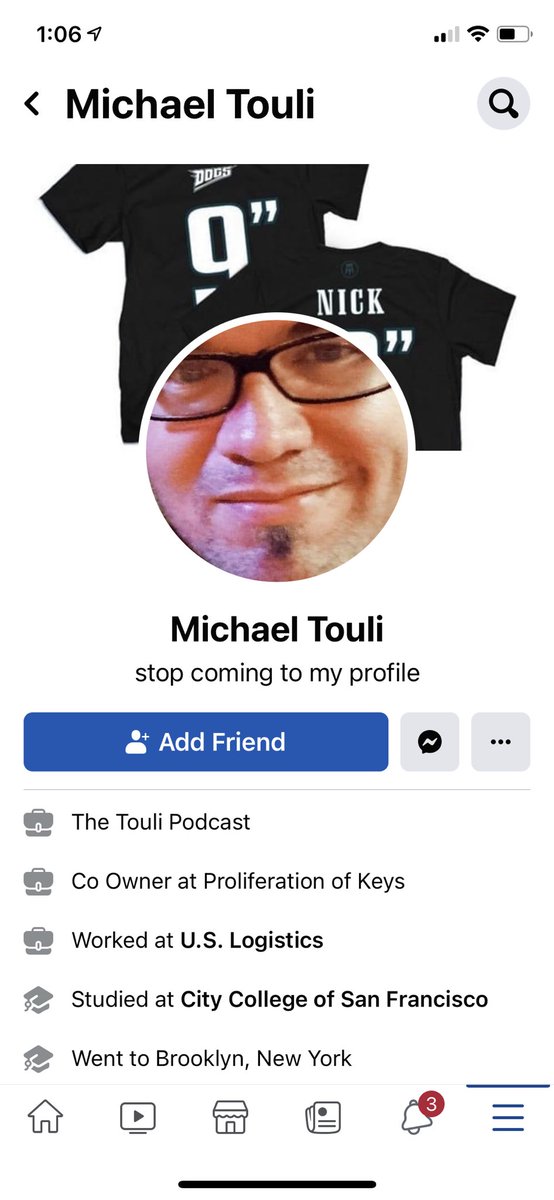 1:06
Michael Touli
DOGS
9”
NICK
”
Michael Touli
stop coming to my profile
Add Friend
The Touli Podcast
Co Owner at Proliferation of Keys
Worked at U.S. Logistics
Studied at City College of San Francisco
Went to Brooklyn, New York
3